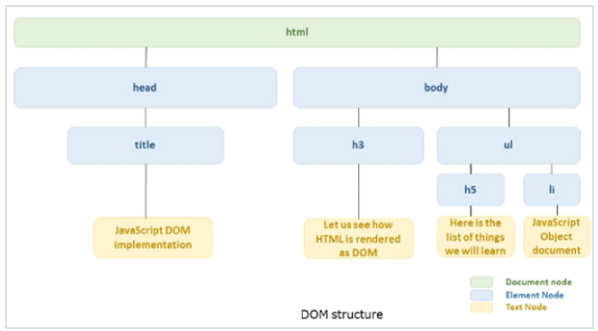 html
head
body
title
h3
ul
h5
li
JavaScript DOM
implementation
Let us see how
HTML is rendered
as DOM
Here is the
list of things
we will learn
JavaScript
Object
document
Document node
Element Node
Text Node
DOM structure